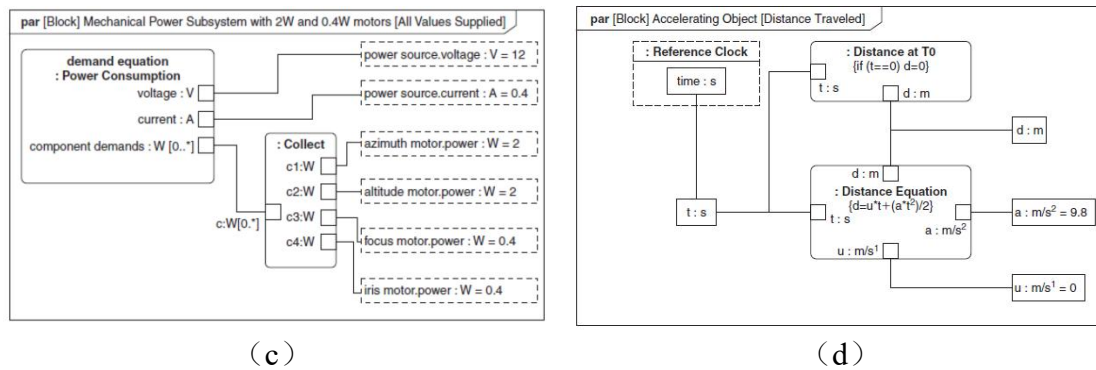 par [Block] Mechanical Power Subsystem with 2W and 0.4W motors [All Values Supplied]
demand equation
: Power Consumption
voltage : V
current : A
component demands : W [0..*]
power source.voltage : V = 12
power source.current : A = 0.4
: Collect
c1:W
c2:W
c3:W
c4:W
c:W[0.*]
azimuth motor.power : W = 2
altitude motor.power : W = 2
focus motor.power : W = 0.4
iris motor.power : W = 0.4
(c)
par [Block] Accelerating Object [Distance Traveled]
: Reference Clock
time : s
: Distance at T0
{if (t==0) d=0}
t : s
d : m
d : m
d : m
: Distance Equation
{d=u*t+(a*t²)/2}
t : s
t : s
a : m/s²
a : m/s² = 9.8
u : m/s¹
u : m/s¹ = 0
(d)